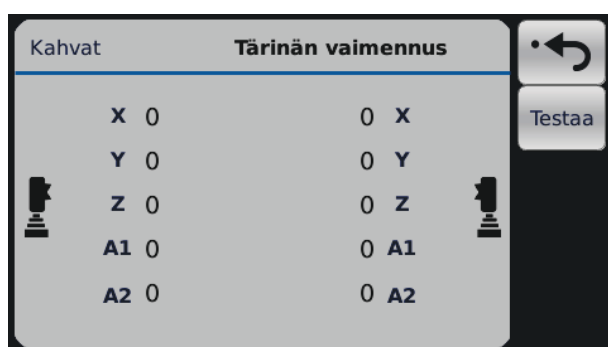 Kahvat Tärinän vaimennus
X 0 0 X
Testaa
Y 0 0 Y
Z 0 0 Z
A1 0 0 A1
A2 0 0 A2